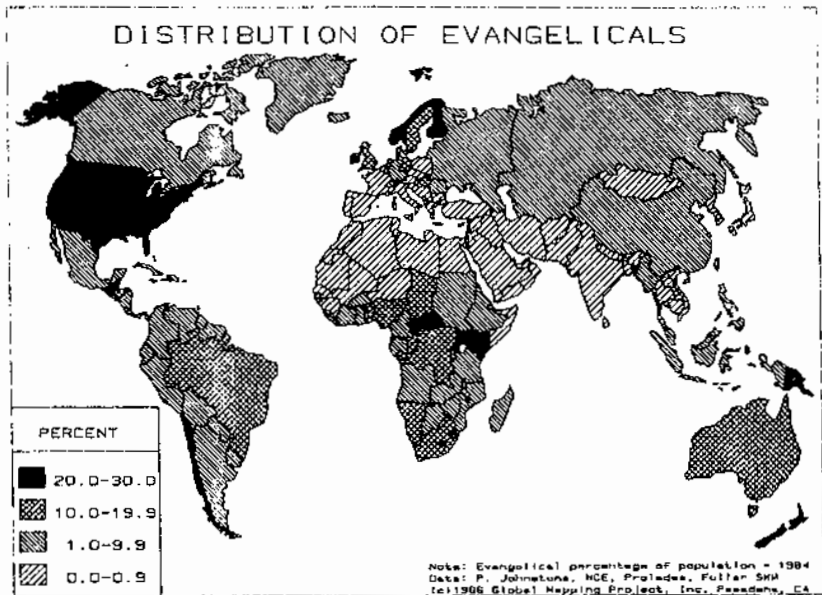 DISTRIBUTION OF EVANGELICALS
PERCENT
20.0-30.0
10.0-19.9
1.0-9.9
0.0-0.9
Note: Evangelical percentage of population - 1984
Data: P. Johnstone, WCE, Prolades, Fuller SWM
(c)1986 Global Mapping Project, Inc. Pasadena, CA